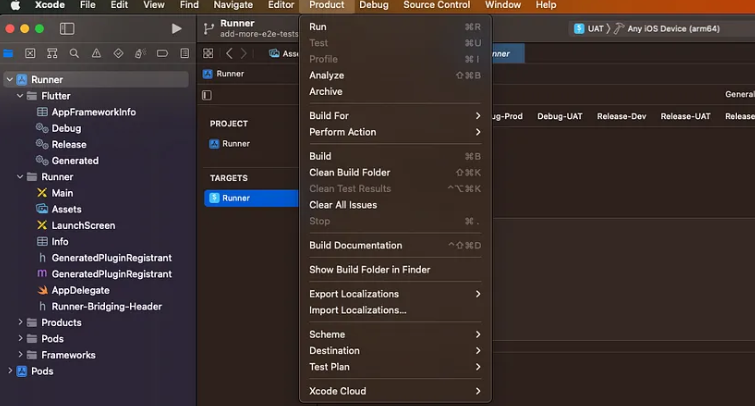 Xcode File Edit View Find Navigate Editor Product Debug Source Control Window Help
Runner
add-more-e2e-tests
UAT Any iOS Device (arm64)
Runner
Flutter
AppFrameworkInfo
Debug
Release
Generated
Runner
Main
Assets
LaunchScreen
Info
GeneratedPluginRegistrant
GeneratedPluginRegistrant
AppDelegate
Runner-Bridging-Header
Products
Pods
Frameworks
Pods
Asse
nner
Runner
General
PROJECT
Runner
TARGETS
Runner
ug-Prod Debug-UAT Release-Dev Release-UAT Release
Run ⌘R
Test ⌘U
Profile ⌘I
Analyze ⇧⌘B
Archive
Build For
Perform Action
Build ⌘B
Clean Build Folder ⇧⌘K
Clean Test Results ^⌥⌘K
Clear All Issues
Stop ⌘.
Build Documentation ^⇧⌘D
Show Build Folder in Finder
Export Localizations
Import Localizations...
Scheme
Destination
Test Plan
Xcode Cloud